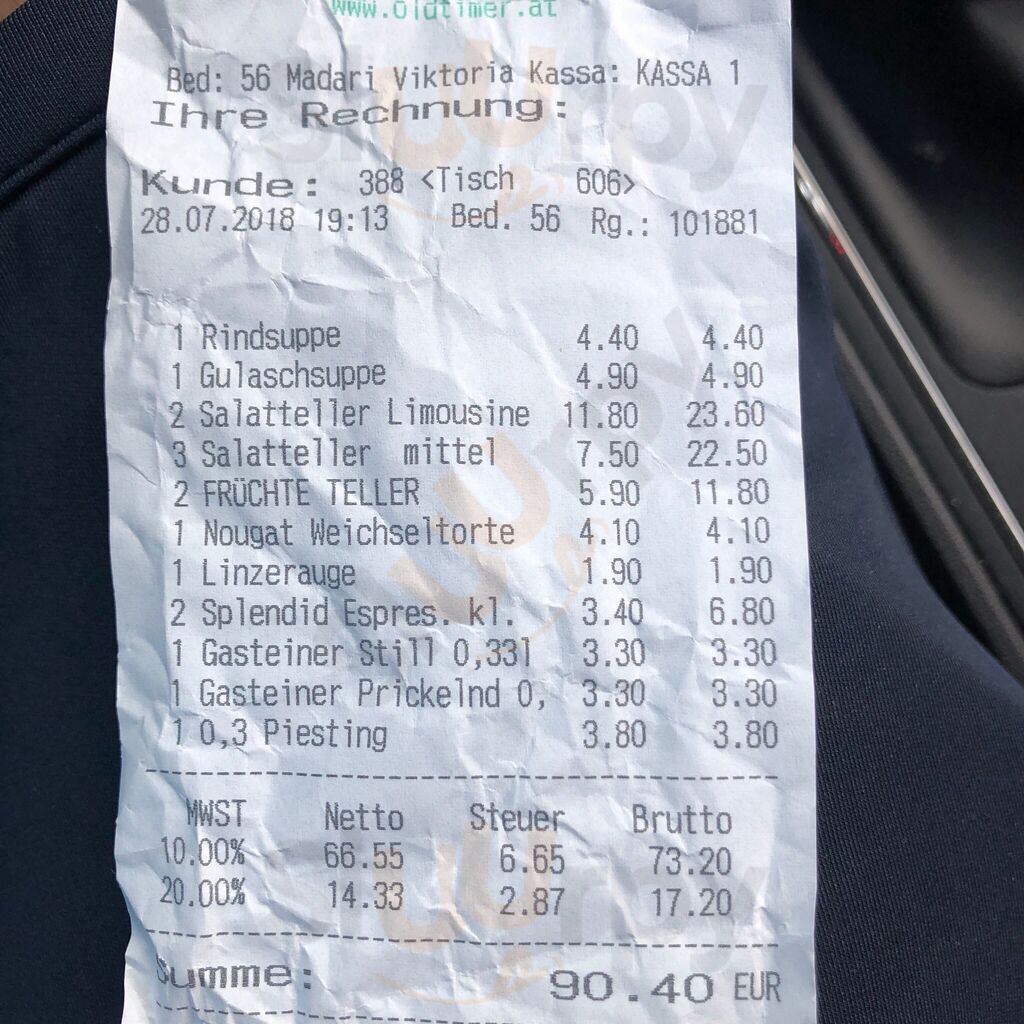 www.oldtimer.at
Bed: 56 Madari Viktoria Kassa: KASSA 1
Ihre Rechnung:
Kunde: 388 <Tisch 606>
28.07.2018 19:13 Bed. 56 Rg.: 101881
1 Rindsuppe 4.40 4.40
1 Gulaschsuppe 4.90 4.90
2 Salatteller Limousine 11.80 23.60
3 Salatteller mittel 7.50 22.50
2 FRÜCHTE TELLER 5.90 11.80
1 Nougat Weichseltorte 4.10 4.10
1 Linzerauge 1.90 1.90
2 Splendid Espres. kl. 3.40 6.80
1 Gasteiner Still 0,33l 3.30 3.30
1 Gasteiner Prickelnd 0, 3.30 3.30
1 0,3 Piesting 3.80 3.80
MWST Netto Steuer Brutto
10.00% 66.55 6.65 73.20
20.00% 14.33 2.87 17.20
Summe: 90.40 EUR